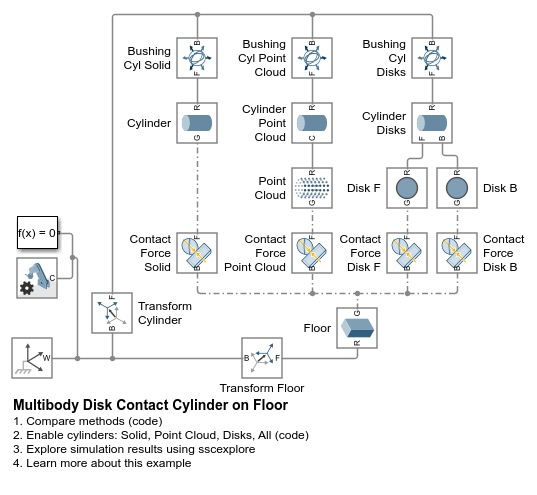 B
B
B
Bushing
Cyl Solid
Bushing
Cyl Point
Cloud
Bushing
Cyl
Disks
F
F
F
R
R
R
Cylinder
Cylinder
Point
Cloud
Cylinder
Disks
G
C
F
B
R
R
Point
Cloud
Disk F
Disk B
G
G
f(x) = 0
F
F
F
F
Contact
Force
Solid
Contact
Force
Point Cloud
Contact
Force
Disk F
Contact
Force
Disk B
B
B
B
B
C
F
Transform
Cylinder
B
G
Floor
R
W
B
F
Transform Floor
Multibody Disk Contact Cylinder on Floor
1. Compare methods (code)
2. Enable cylinders: Solid, Point Cloud, Disks, All (code)
3. Explore simulation results using sscexplore
4. Learn more about this example